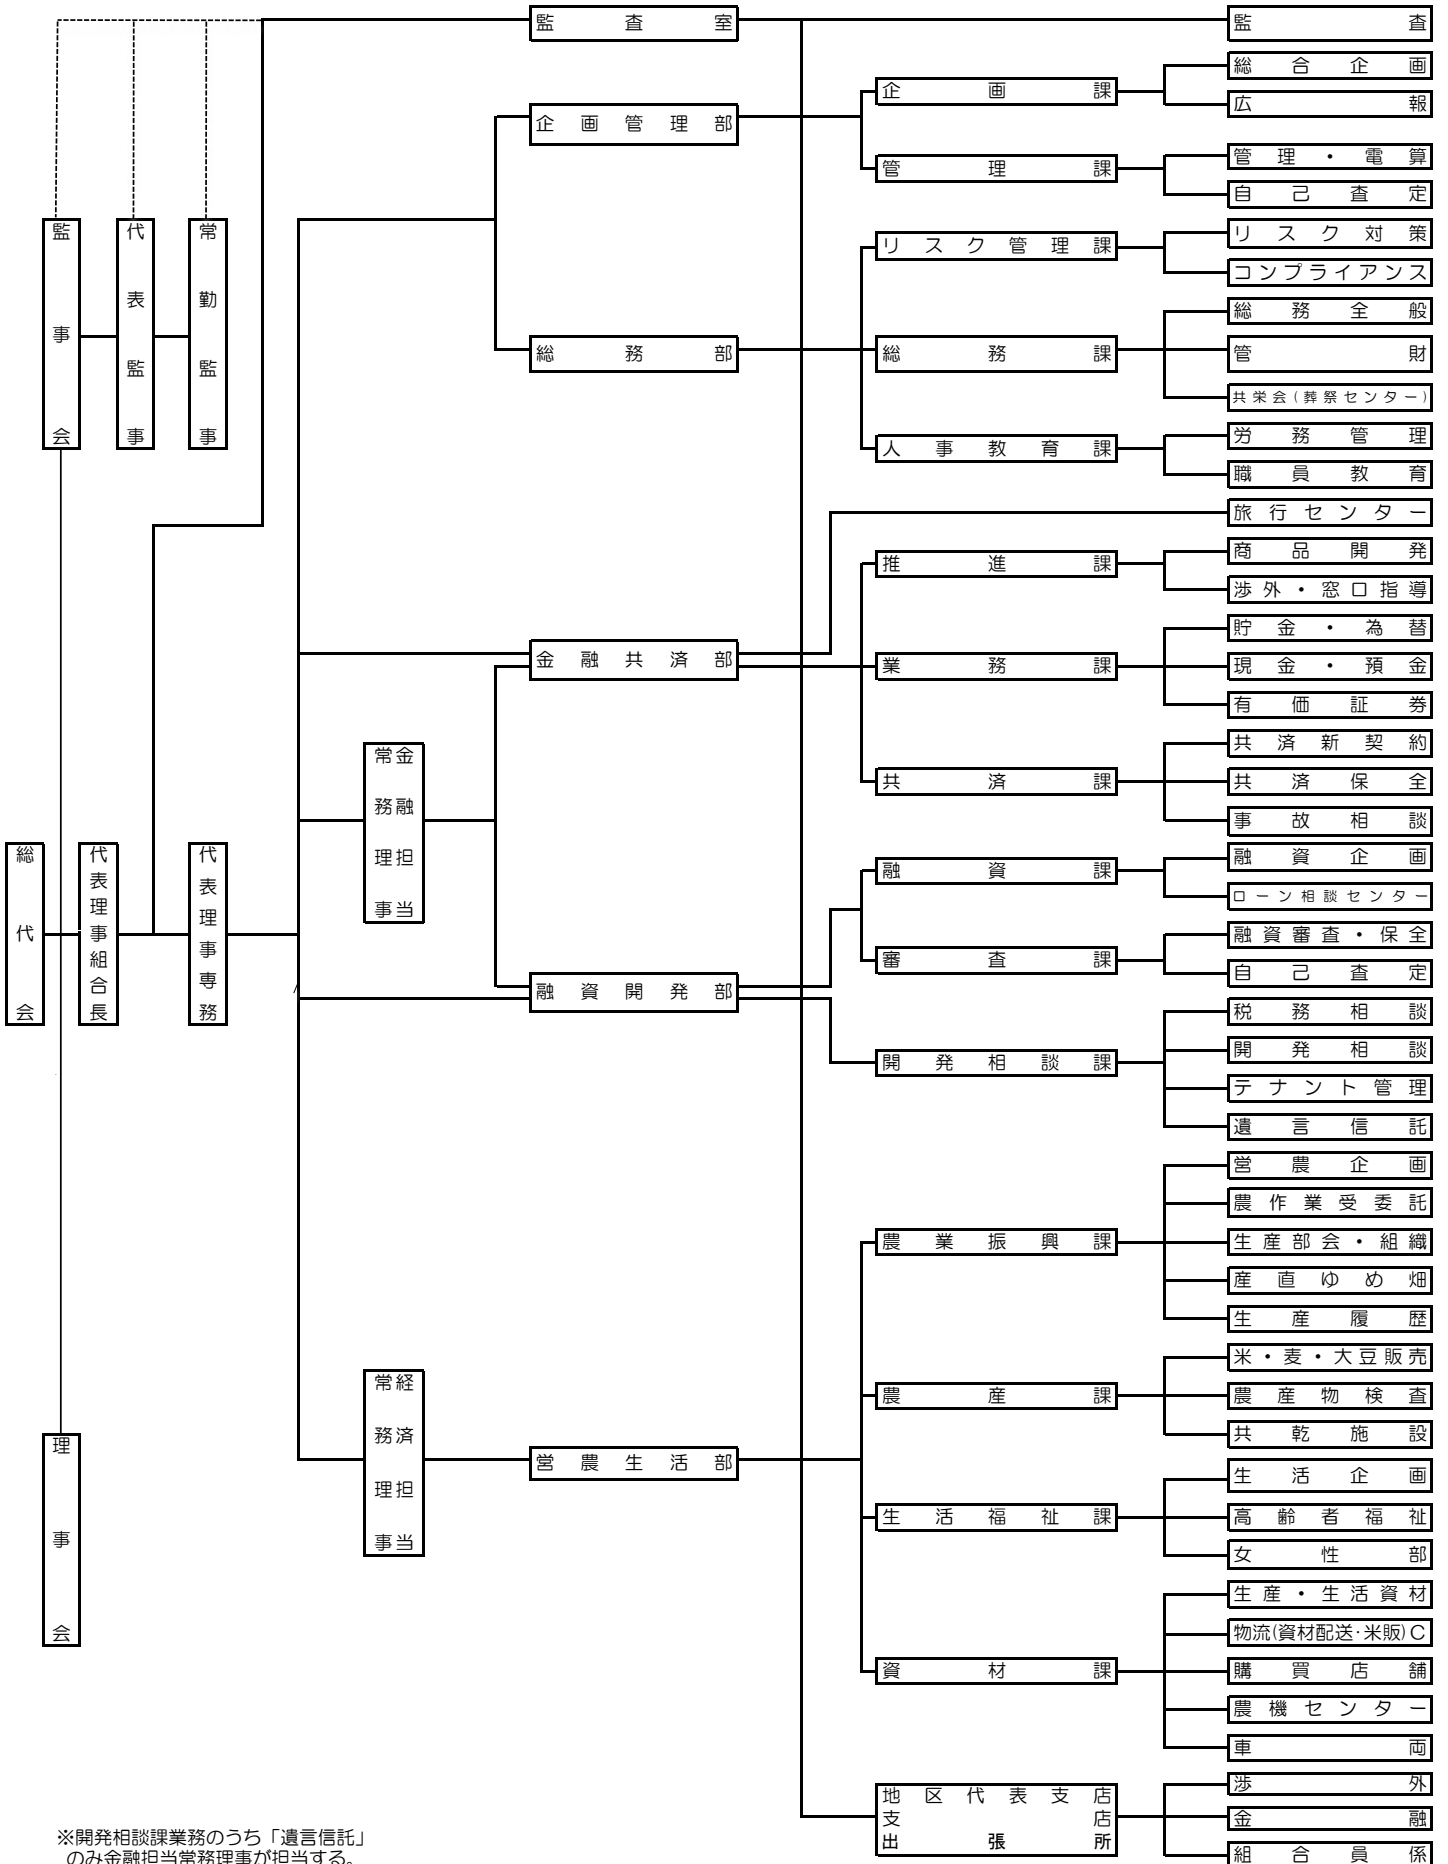 監査室
監査
総合企画
企画課
広報
企画管理部
管理・電算
管理課
自己査定
監事会
代表監事
常勤監事
リスク対策
リスク管理課
コンプライアンス
総務全般
総務部
総務課
管財
共栄会(葬祭センター)
労務管理
人事教育課
職員教育
旅行センター
商品開発
推進課
渉外・窓口指導
貯金・為替
金融共済部
業務課
現金・預金
有価証券
金融担当
常務理事
共済新契約
共済課
共済保全
事故相談
総代会
代表理事組合長
代表理事専務
融資企画
融資課
ローン相談センター
融資審査・保全
審査課
自己査定
融資開発部
税務相談
開発相談
開発相談課
テナント管理
遺言信託
営農企画
農作業受委託
農業振興課
生産部会・組織
産直ゆめ畑
生産履歴
米・麦・大豆販売
経済担当
常務理事
農産課
農産物検査
共乾施設
理事会
営農生活部
生活企画
生活福祉課
高齢者福祉
女性部
生産・生活資材
物流(資材配送・米販)C
資材課
購買店舗
農機センター
車両
地区代表支店
支店
出張所
渉外
金融
組合員係
※開発相談課業務のうち「遺言信託」
のみ金融担当常務理事が担当する。